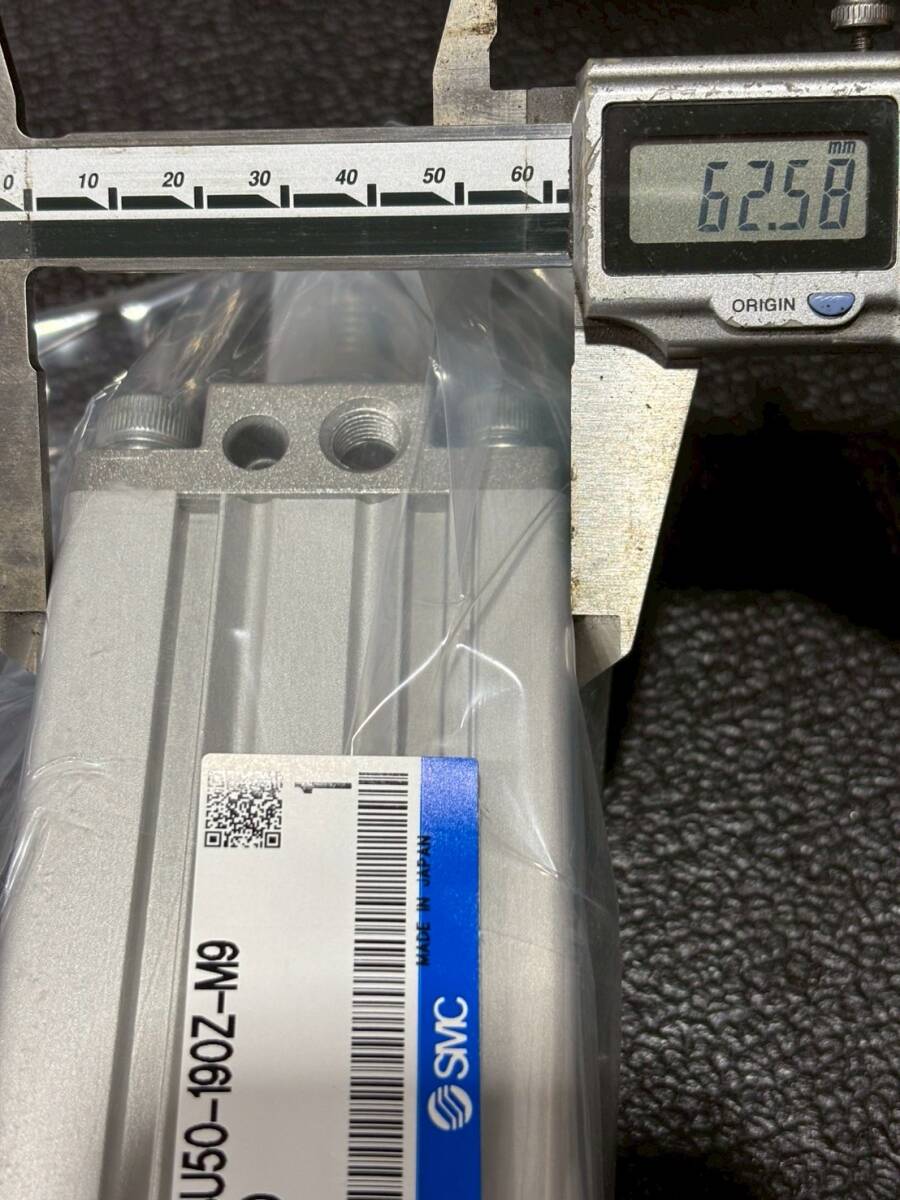 0 10 20 30 40 50 60
mm
62.58
ORIGIN
MADE IN JAPAN
SMC
U50-190Z-M9